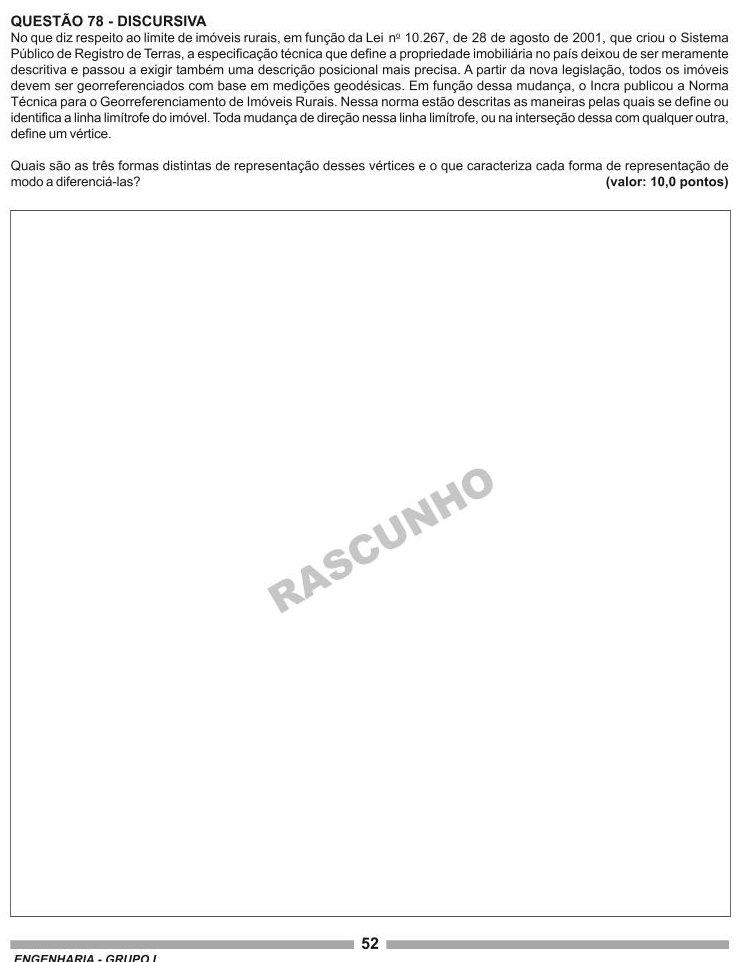 QUESTÃO 78 - DISCURSIVA
No que diz respeito ao limite de imóveis rurais, em função da Lei nº 10.267, de 28 de agosto de 2001, que criou o Sistema
Público de Registro de Terras, a especificação técnica que define a propriedade imobiliária no país deixou de ser meramente
descritiva e passou a exigir também uma descrição posicional mais precisa. A partir da nova legislação, todos os imóveis
devem ser georreferenciados com base em medições geodésicas. Em função dessa mudança, o Incra publicou a Norma
Técnica para o Georreferenciamento de Imóveis Rurais. Nessa norma estão descritas as maneiras pelas quais se define ou
identifica a linha limítrofe do imóvel. Toda mudança de direção nessa linha limítrofe, ou na interseção dessa com qualquer outra,
define um vértice.
Quais são as três formas distintas de representação desses vértices e o que caracteriza cada forma de representação de
modo a diferenciá-las? (valor: 10,0 pontos)
RASCUNHO
52
ENGENHARIA - GRUPO I